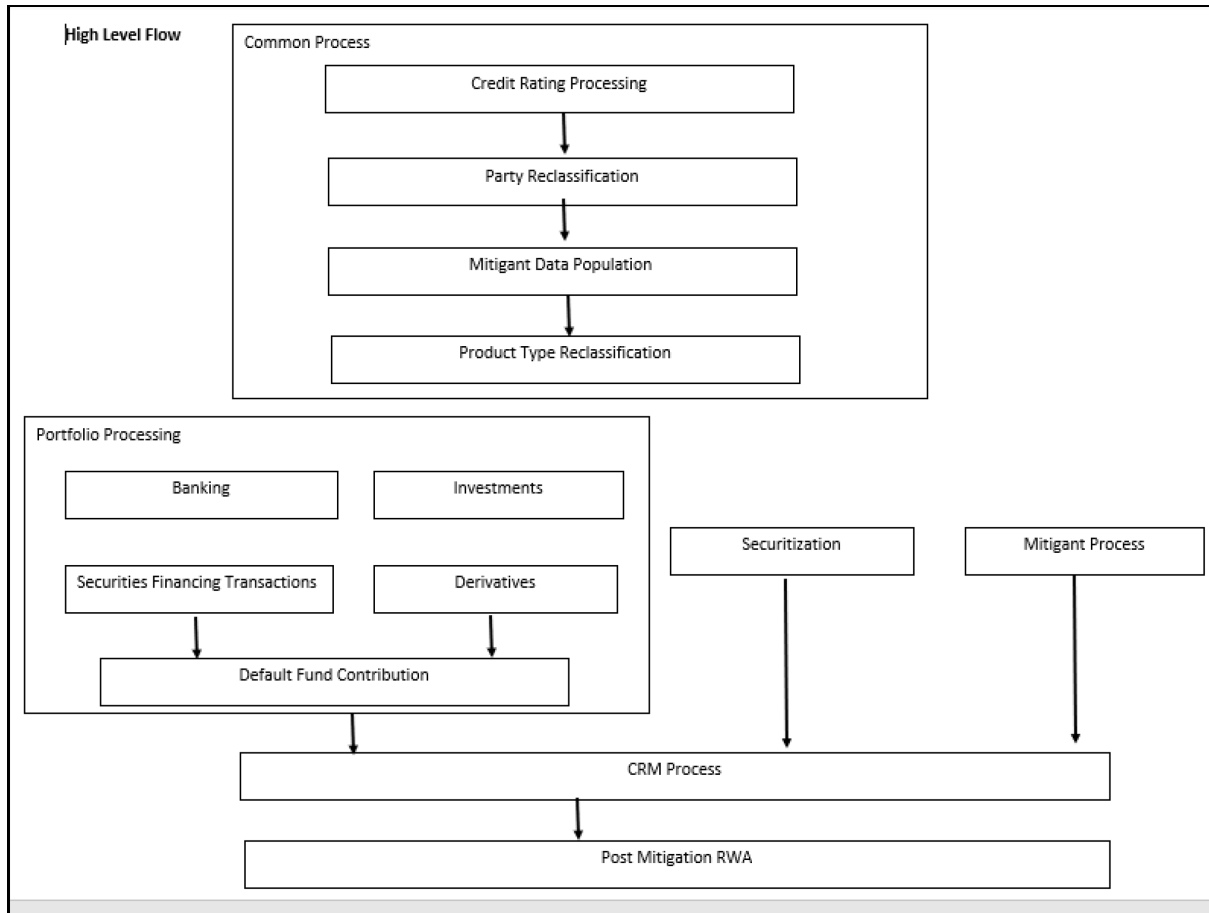 High Level Flow
Common Process
Credit Rating Processing
Party Reclassification
Mitigant Data Population
Product Type Reclassification
Portfolio Processing
Banking
Investments
Securitization
Mitigant Process
Securities Financing Transactions
Derivatives
Default Fund Contribution
CRM Process
Post Mitigation RWA